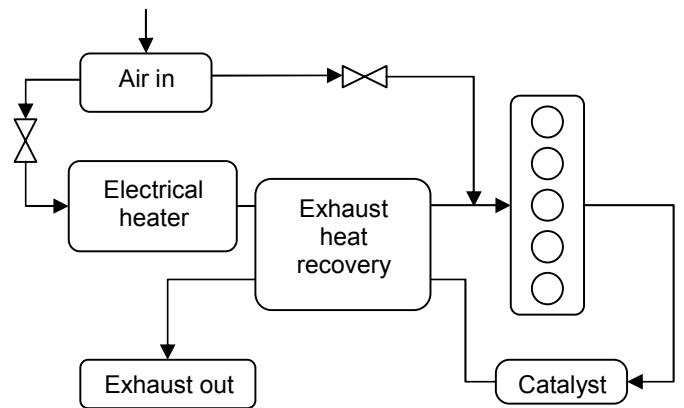 Air in
Electrical
heater
Exhaust
heat
recovery
Exhaust out
Catalyst